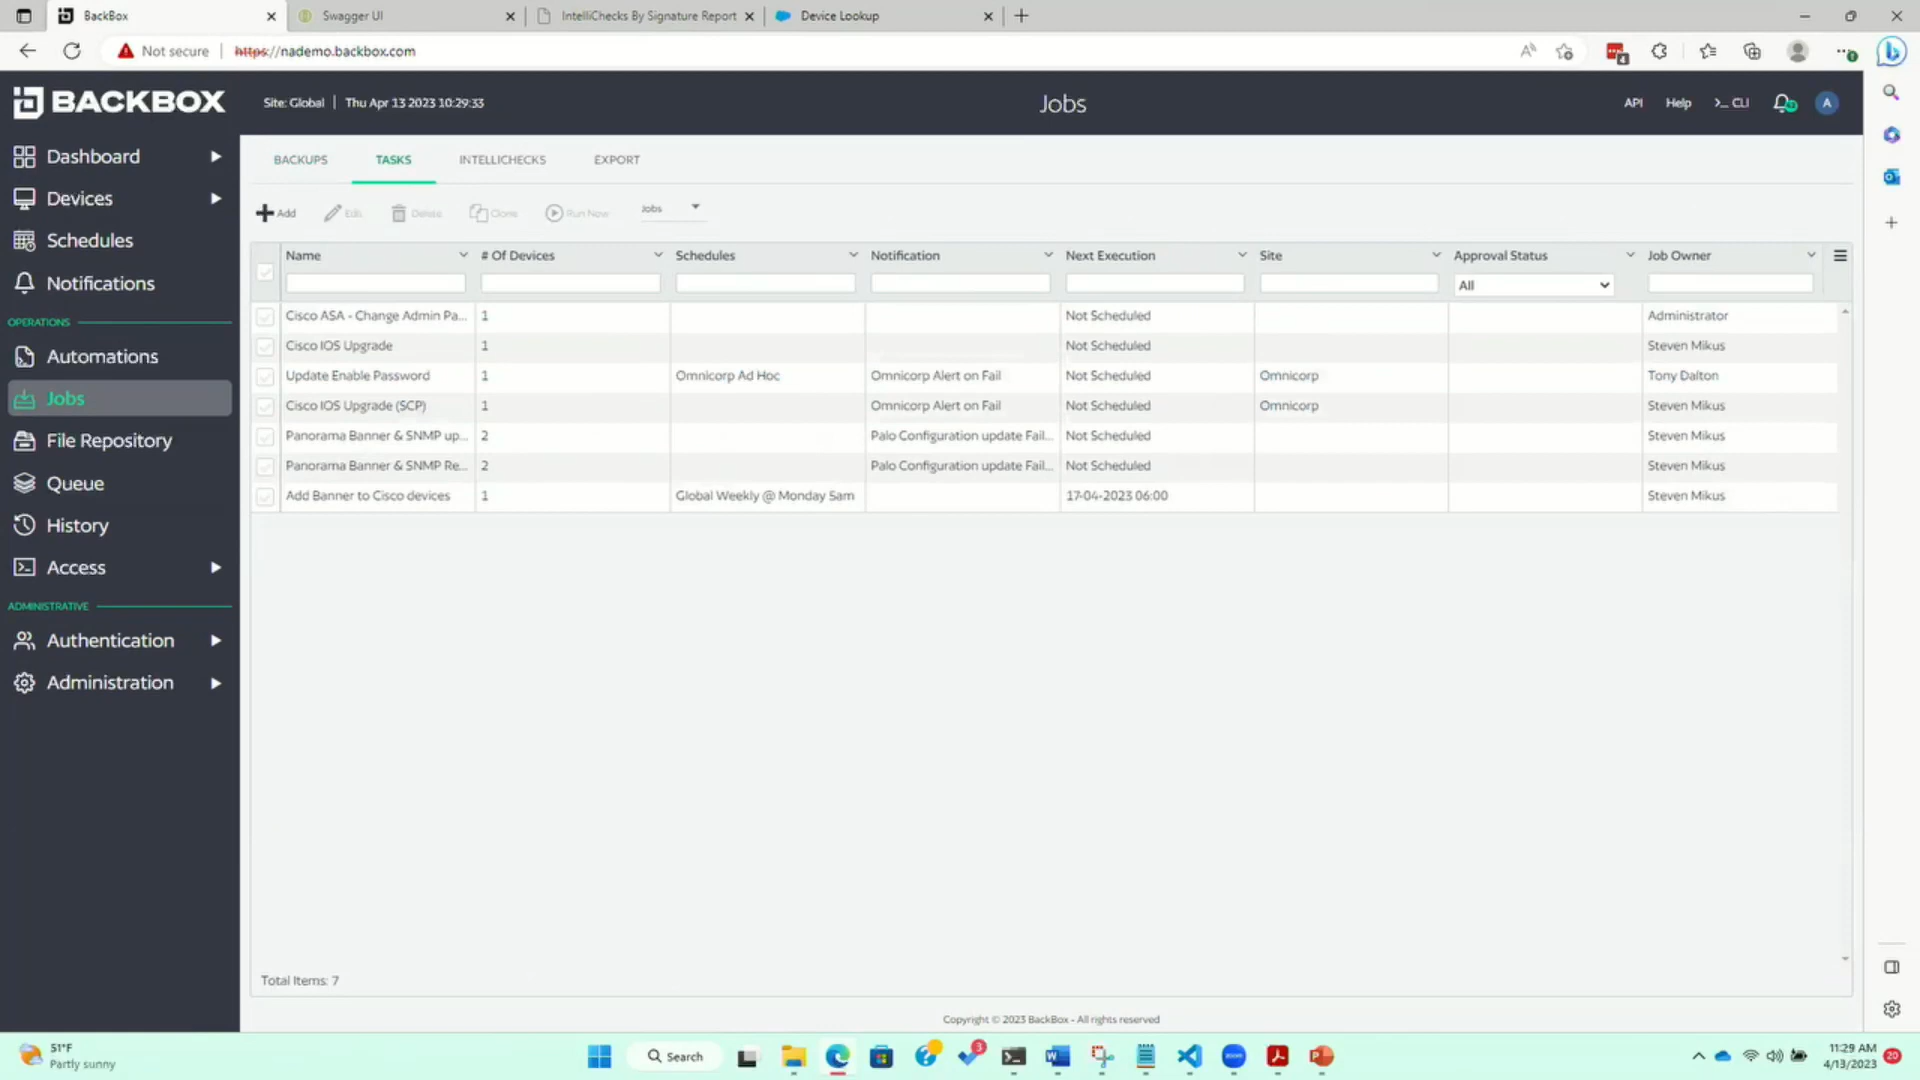 BackBox
Swagger UI
IntelliChecks By Signature Report
Device Lookup
Not secure
https://nademo.backbox.com
BACKBOX
Site: Global | Thu Apr 13 2023 10:29:33
Jobs
API Help >_ CLI A
Dashboard
Devices
Schedules
Notifications
OPERATIONS
Automations
Jobs
File Repository
Queue
History
Access
ADMINISTRATIVE
Authentication
Administration
BACKUPS TASKS INTELLICHECKS EXPORT
Add Edit Delete Clone Run Now Jobs
Name # Of Devices Schedules Notification Next Execution Site Approval Status Job Owner
All
Cisco ASA - Change Admin Pa... 1 Not Scheduled Administrator
Cisco IOS Upgrade 1 Not Scheduled Steven Mikus
Update Enable Password 1 Omnicorp Ad Hoc Omnicorp Alert on Fail Not Scheduled Omnicorp Tony Dalton
Cisco IOS Upgrade (SCP) 1 Omnicorp Alert on Fail Not Scheduled Omnicorp Steven Mikus
Panorama Banner & SNMP up... 2 Palo Configuration update Fail... Not Scheduled Steven Mikus
Panorama Banner & SNMP Re... 2 Palo Configuration update Fail... Not Scheduled Steven Mikus
Add Banner to Cisco devices 1 Global Weekly @ Monday 5am 17-04-2023 06:00 Steven Mikus
Total Items: 7
Copyright © 2023 BackBox - All rights reserved
51°F
Partly sunny
Search
3
zoom
11:29 AM
4/13/2023
20